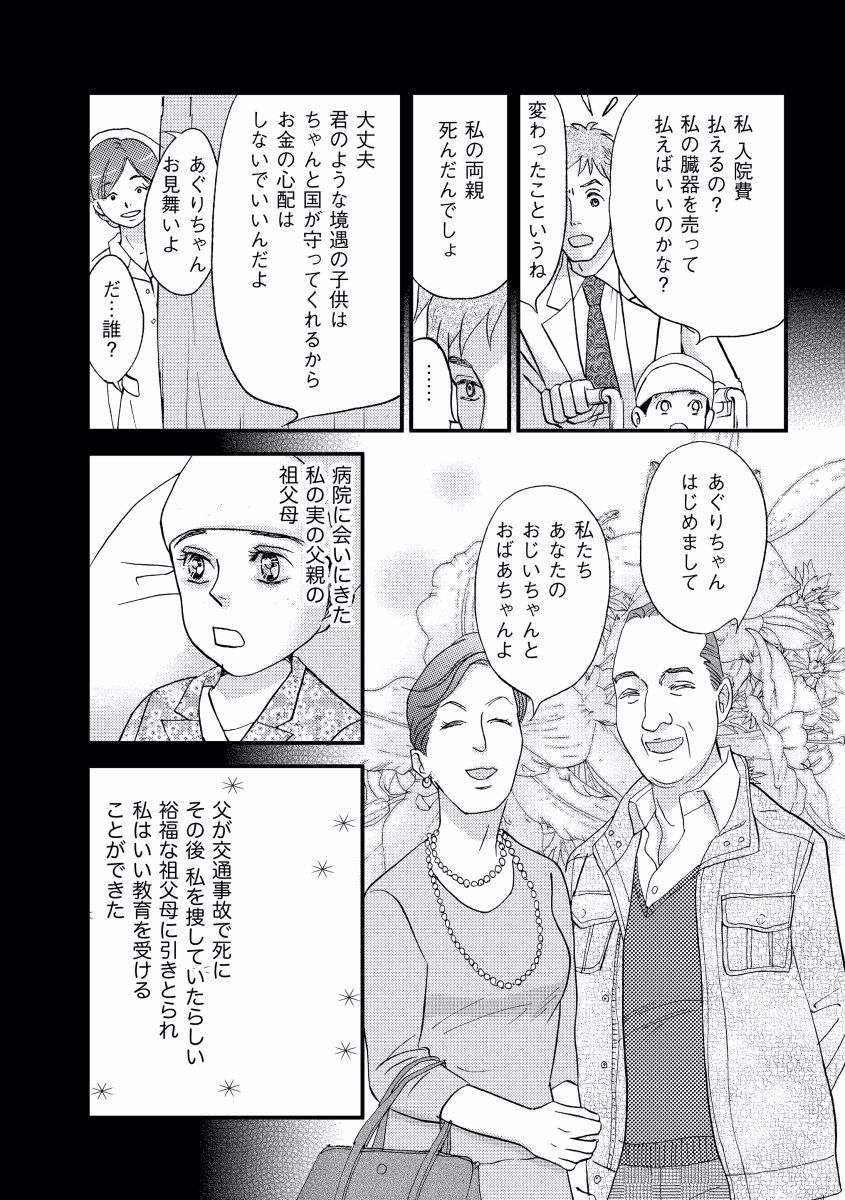 私 入院費
払えるの？
私の臓器を売って
払えばいいのかな？
変わったこというね
私の両親
死んだんでしょ
……
大丈夫
君のような境遇の子供は
ちゃんと国が守ってくれるから
お金の心配は
しないでいいんだよ
あぐりちゃん
お見舞いよ
だ…誰？
あぐりちゃん
はじめまして
私たち
あなたの
おじいちゃんと
おばあちゃんよ
病院に会いにきた
私の実の父親の
祖父母
父が交通事故で死に
その後 私を捜していたらしい
裕福な祖父母に引きとられ
私はいい教育を受ける
ことができた